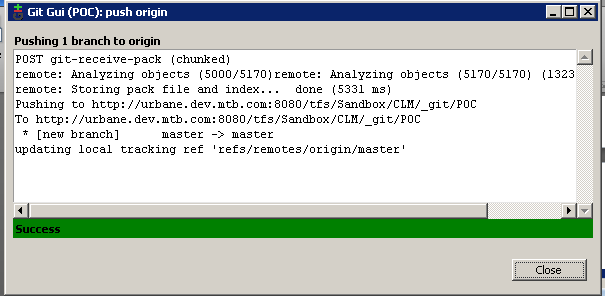 Git Gui (POC): push origin
Pushing 1 branch to origin
POST git-receive-pack (chunked)
remote: Analyzing objects (5000/5170)remote: Analyzing objects (5170/5170) (1323
remote: Storing pack file and index...  done (5331 ms)
Pushing to http://urbane.dev.mtb.com:8080/tfs/Sandbox/CLM/_git/POC
To http://urbane.dev.mtb.com:8080/tfs/Sandbox/CLM/_git/POC
 * [new branch]      master -> master
updating local tracking ref 'refs/remotes/origin/master'
Success
Close